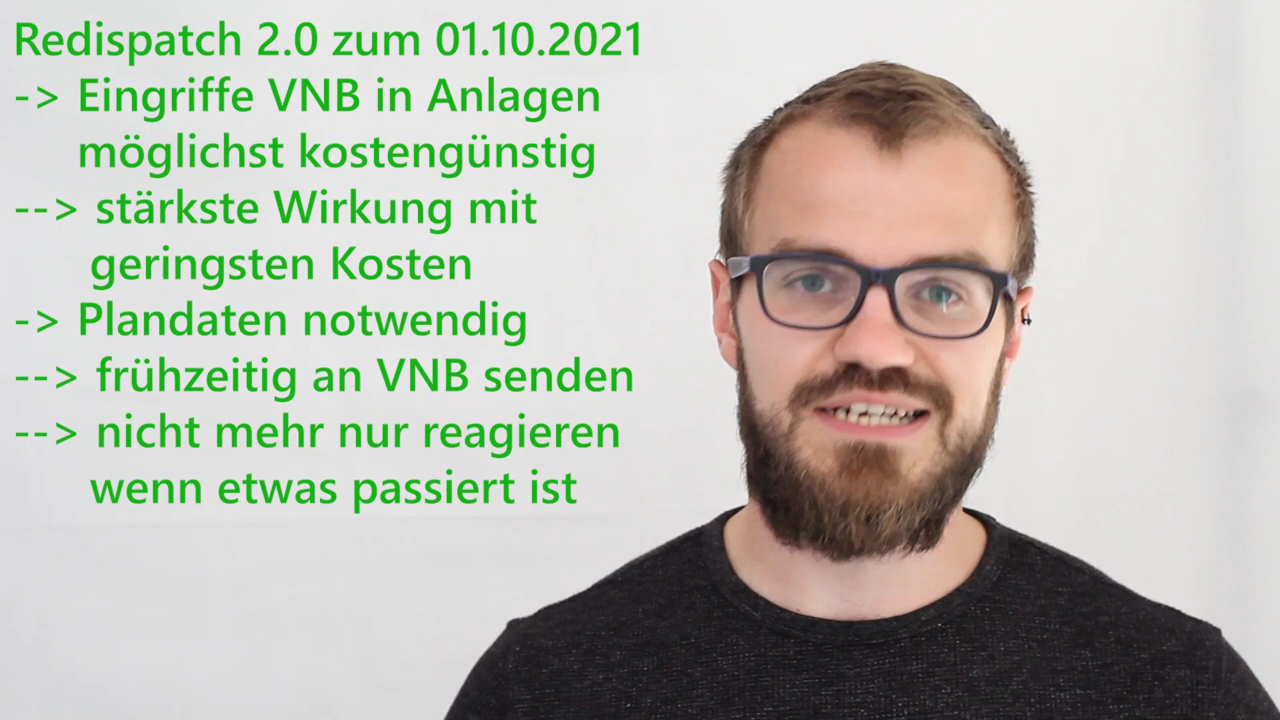 Redispatch 2.0 zum 01.10.2021
-> Eingriffe VNB in Anlagen
möglichst kostengünstig
--> stärkste Wirkung mit
geringsten Kosten
-> Plandaten notwendig
--> frühzeitig an VNB senden
--> nicht mehr nur reagieren
wenn etwas passiert ist